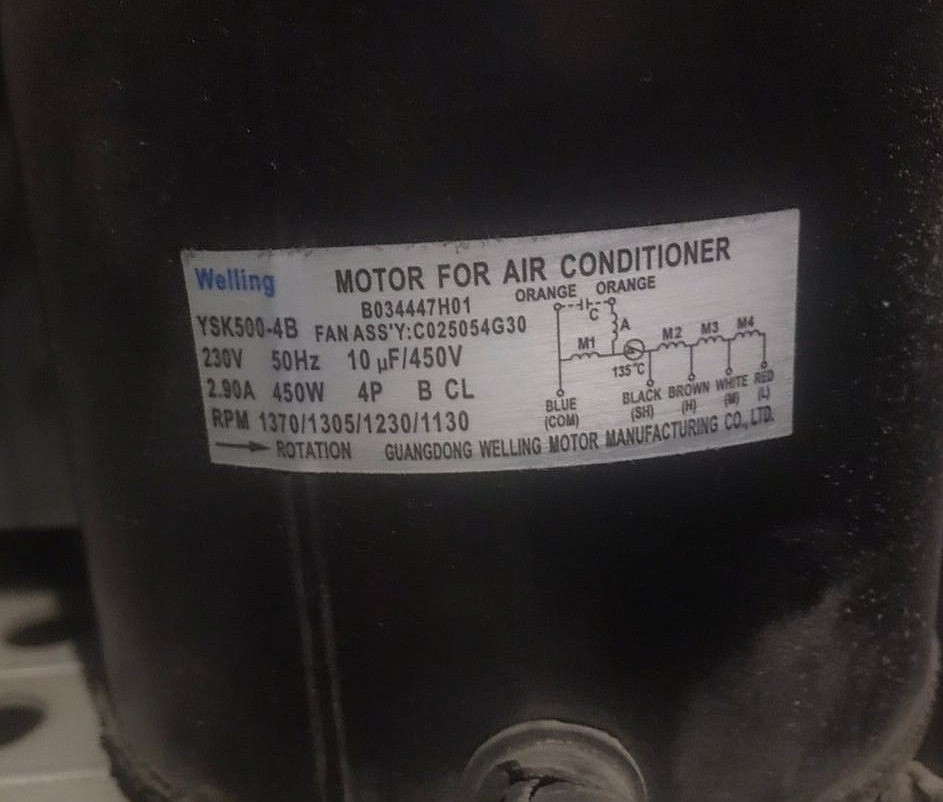 Welling MOTOR FOR AIR CONDITIONER
B034447H01
YSK500-4B FAN ASS'Y:C025054G30
230V 50Hz 10 µF/450V
2.90A 450W 4P B CL
RPM 1370/1305/1230/1130
→ ROTATION GUANGDONG WELLING MOTOR MANUFACTURING CO., LTD.
ORANGE ORANGE
C
A
M1 M2 M3 M4
135℃
BLUE BLACK BROWN WHITE RED
(COM) (SH) (H) (M) (L)